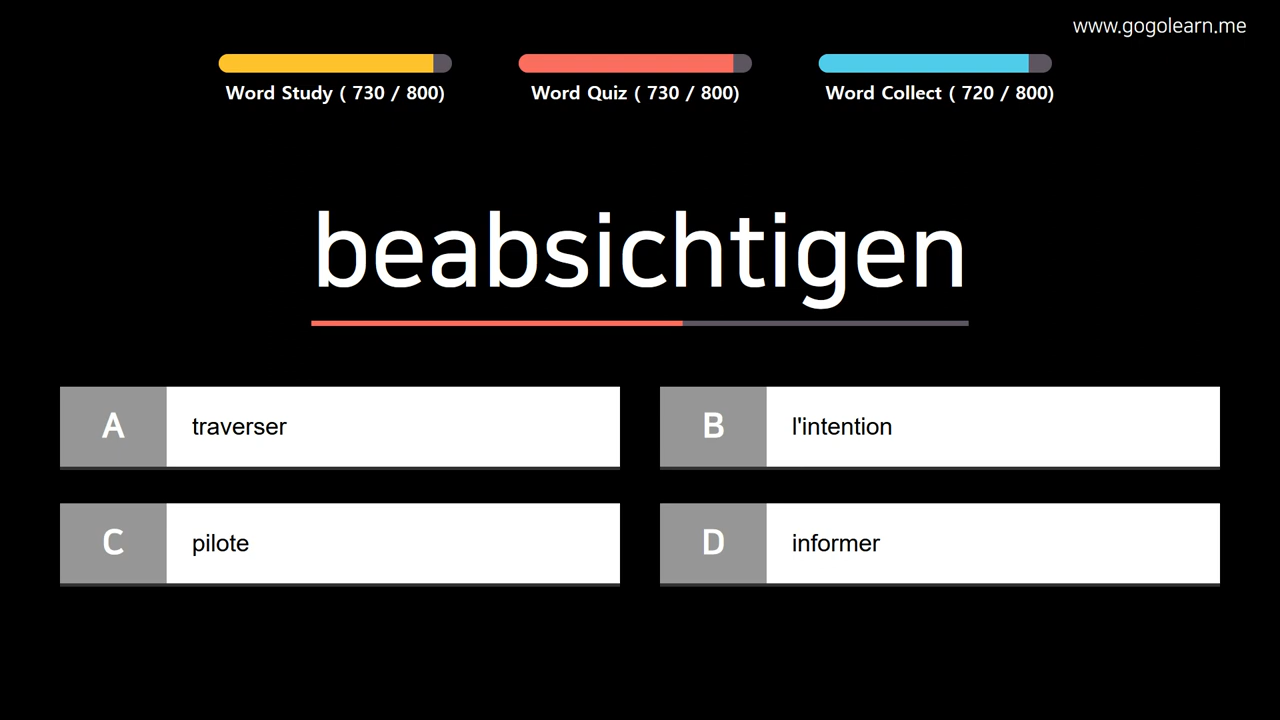 www.gogolearn.me
Word Study ( 730 / 800)
Word Quiz ( 730 / 800)
Word Collect ( 720 / 800)
beabsichtigen
A traverser
B l'intention
C pilote
D informer